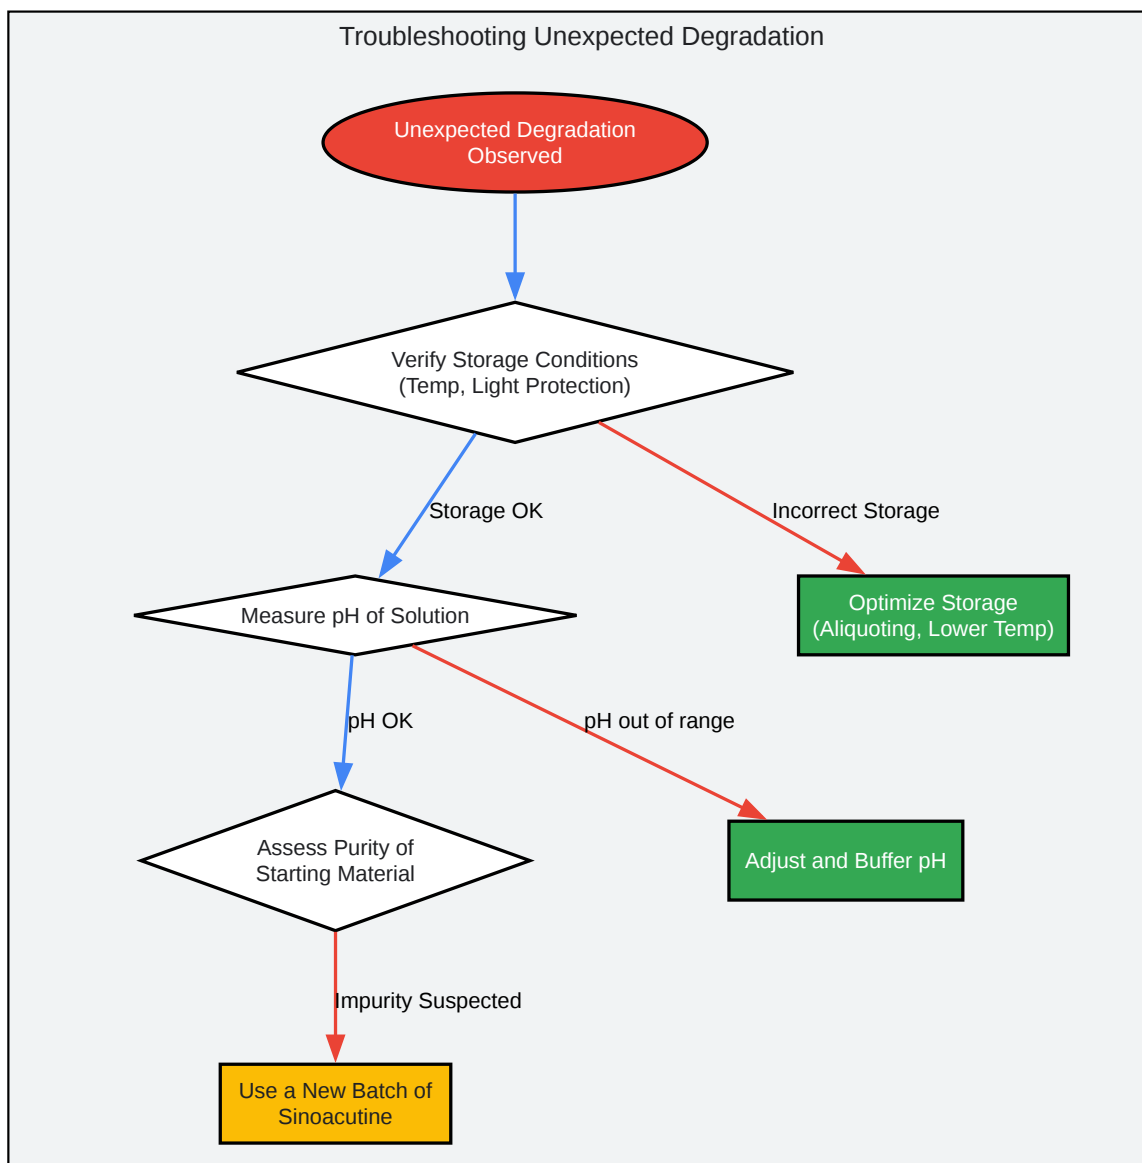 Troubleshooting Unexpected Degradation
Unexpected Degradation
Observed
Verify Storage Conditions
(Temp, Light Protection)
Storage OK
Incorrect Storage
Measure pH of Solution
Optimize Storage
(Aliquoting, Lower Temp)
pH OK
pH out of range
Assess Purity of
Starting Material
Adjust and Buffer pH
Impurity Suspected
Use a New Batch of
Sinoacutine